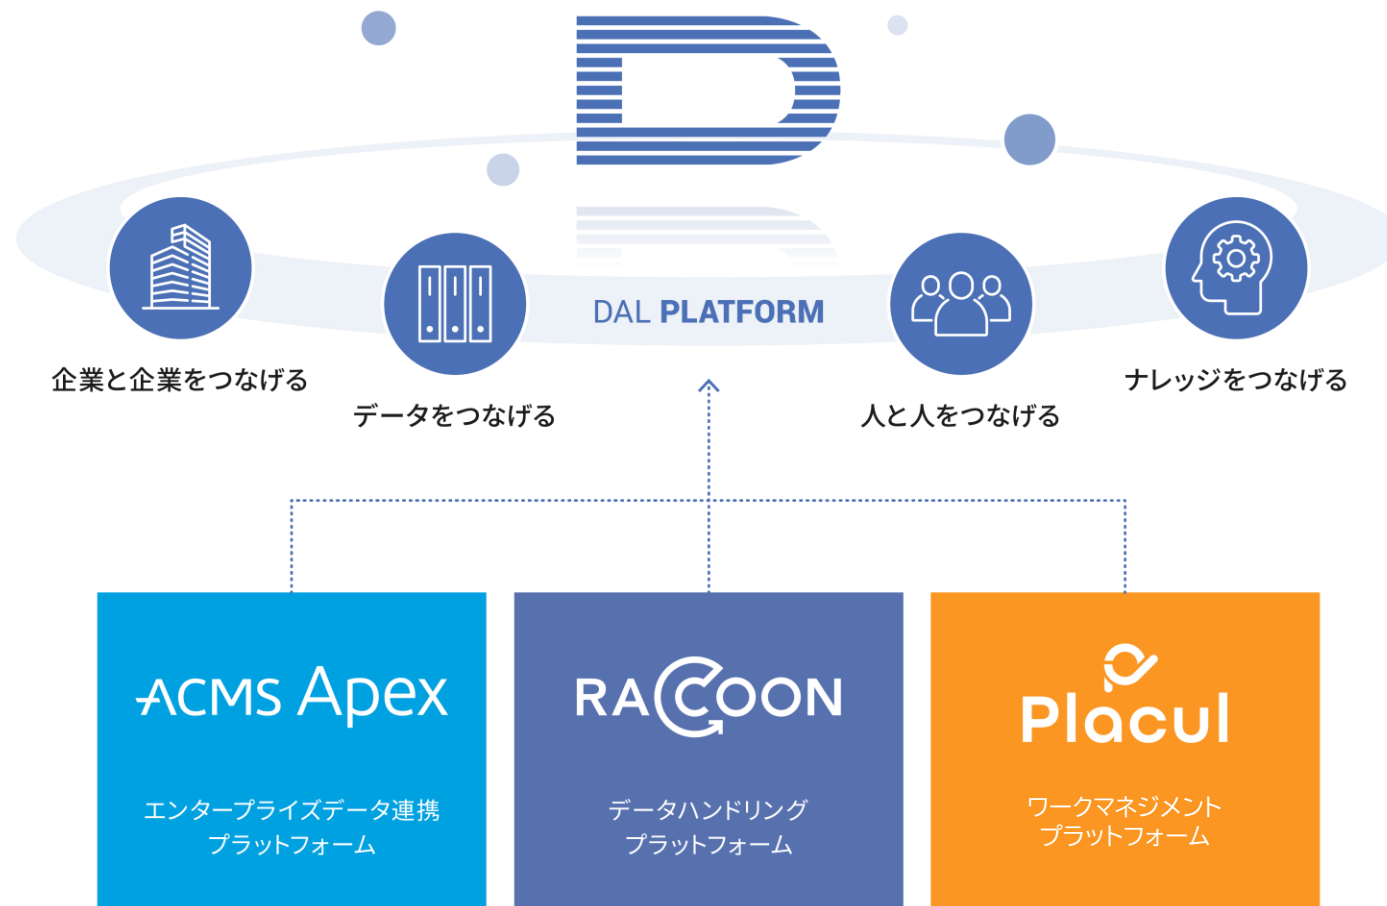 D
DAL PLATFORM
企業と企業をつなげる
データをつなげる
人と人をつなげる
ナレッジをつなげる
ACMS Apex
エンタープライズデータ連携
プラットフォーム
RACCOON
データハンドリング
プラットフォーム
Placul
ワークマネジメント
プラットフォーム